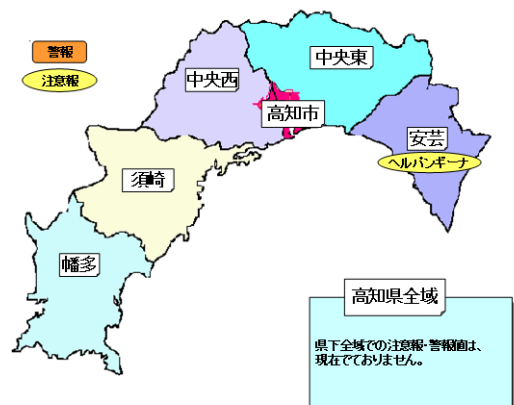 警報
注意報
中央東
中央西
高知市
安芸
ヘルパンギーナ
須崎
幡多
高知県全域
県下全域での注意報・警報値は、
現在でておりません。